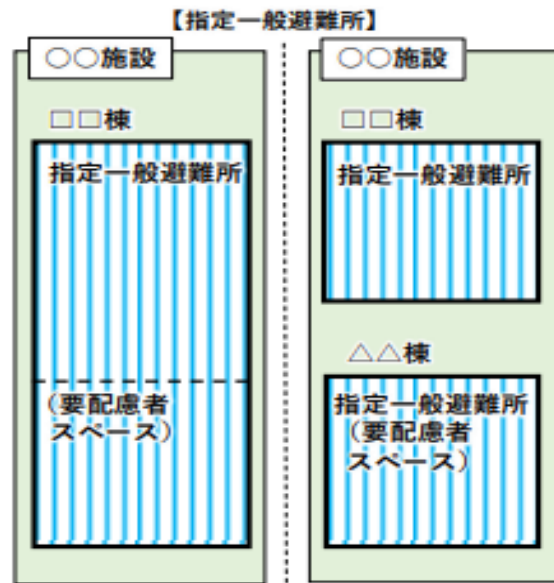 【指定一般避難所】
○○施設
□□棟
指定一般避難所
（要配慮者
スペース）
○○施設
□□棟
指定一般避難所
△△棟
指定一般避難所
（要配慮者
スペース）